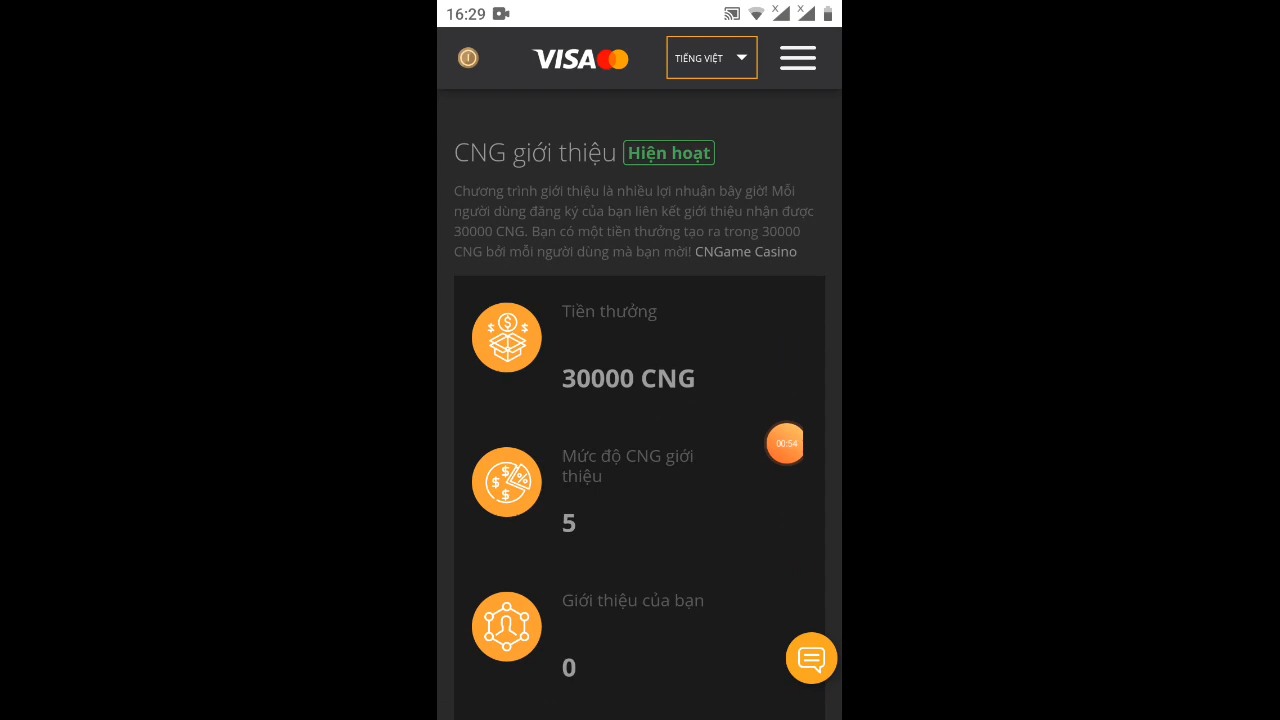 16:29
VISA
TIẾNG VIỆT
CNG giới thiệu Hiện hoạt
Chương trình giới thiệu là nhiều lợi nhuận bây giờ! Mỗi
người dùng đăng ký của bạn liên kết giới thiệu nhận được
30000 CNG. Bạn có một tiền thưởng tạo ra trong 30000
CNG bởi mỗi người dùng mà bạn mời! CNGame Casino
Tiền thưởng
30000 CNG
00:54
Mức độ CNG giới
thiệu
5
Giới thiệu của bạn
0